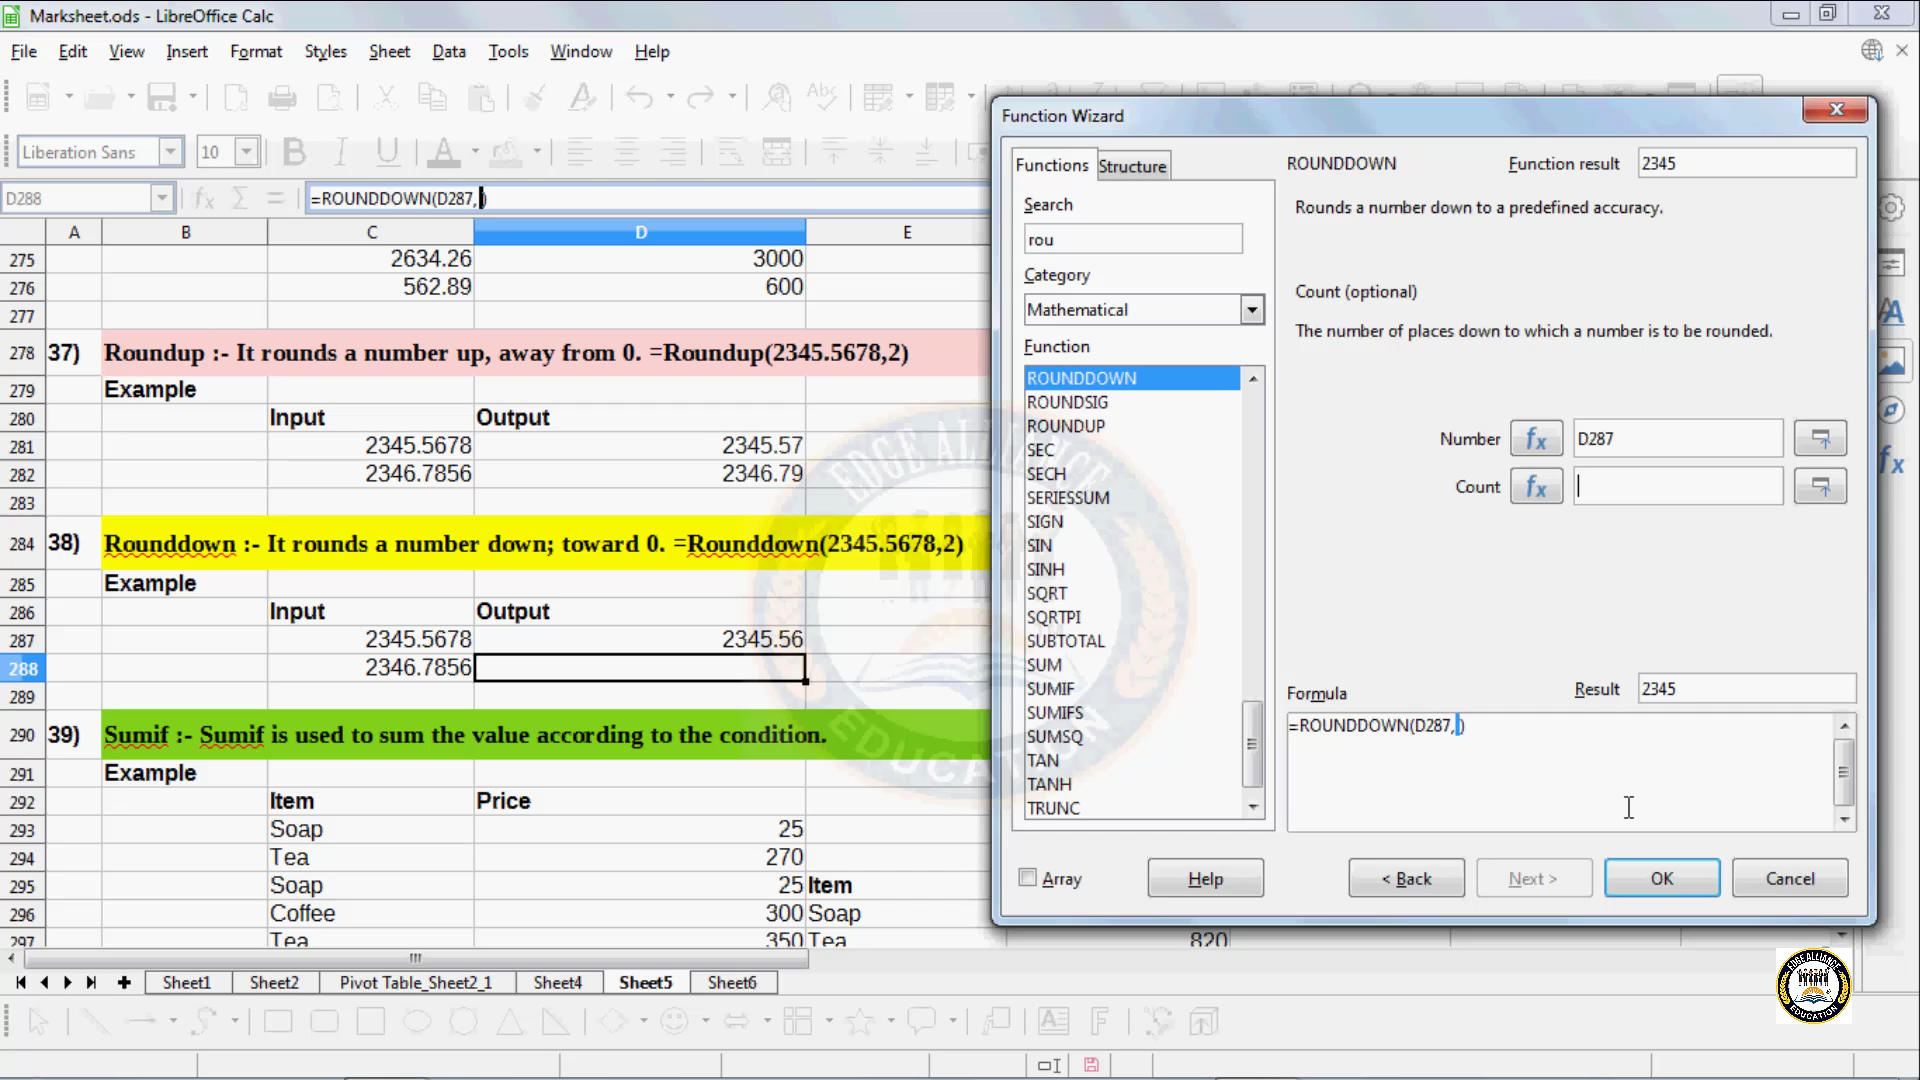 Marksheet.ods - LibreOffice Calc
File Edit View Insert Format Styles Sheet Data Tools Window Help
Liberation Sans 10
D288 =ROUNDDOWN(D287, )
A B C D E
275 2634.26 3000
276 562.89 600
277
278 37) Roundup :- It rounds a number up, away from 0. =Roundup(2345.5678,2)
279 Example
280 Input Output
281 2345.5678 2345.57
282 2346.7856 2346.79
283
284 38) Rounddown :- It rounds a number down; toward 0. =Rounddown(2345.5678,2)
285 Example
286 Input Output
287 2345.5678 2345.56
288 2346.7856
289
290 39) Sumif :- Sumif is used to sum the value according to the condition.
291 Example
292 Item Price
293 Soap 25
294 Tea 270
295 Soap 25 Item
296 Coffee 300 Soap
297 Tea 350 Tea 820
Sheet1 Sheet2 Pivot Table_Sheet2_1 Sheet4 Sheet5 Sheet6
Function Wizard
Functions Structure
Search
rou
Category
Mathematical
Function
ROUNDDOWN
ROUNDSIG
ROUNDUP
SEC
SECH
SERIESSUM
SIGN
SIN
SINH
SQRT
SQRTPI
SUBTOTAL
SUM
SUMIF
SUMIFS
SUMSQ
TAN
TANH
TRUNC
ROUNDDOWN Function result 2345
Rounds a number down to a predefined accuracy.
Count (optional)
The number of places down to which a number is to be rounded.
Number fx D287
Count fx
Formula Result 2345
=ROUNDDOWN(D287, )
Array Help < Back Next > OK Cancel
EDGE ALLIANCE
EDUCATION
EDGE ALLIANCE
EDUCATION